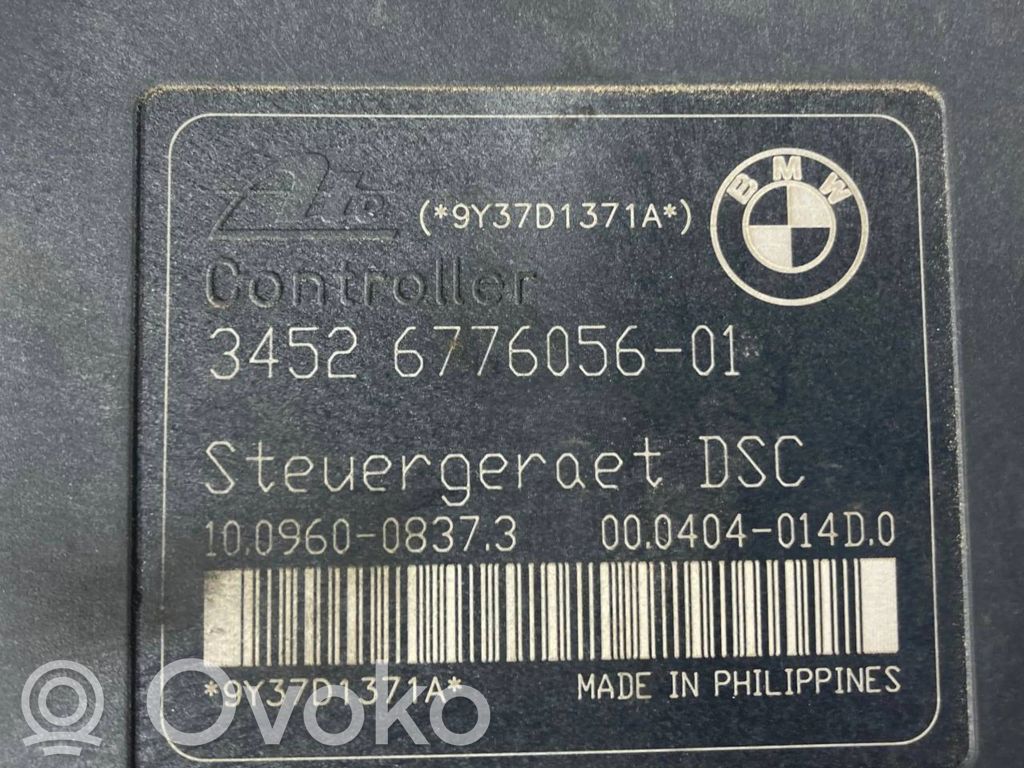 Ate (*9Y37D1371A*) BMW
Controller
3452 6776056-01
Steuergeraet DSC
10.0960-0837.3 00.0404-014D.0
*9Y37D1371A* MADE IN PHILIPPINES
Ovoko